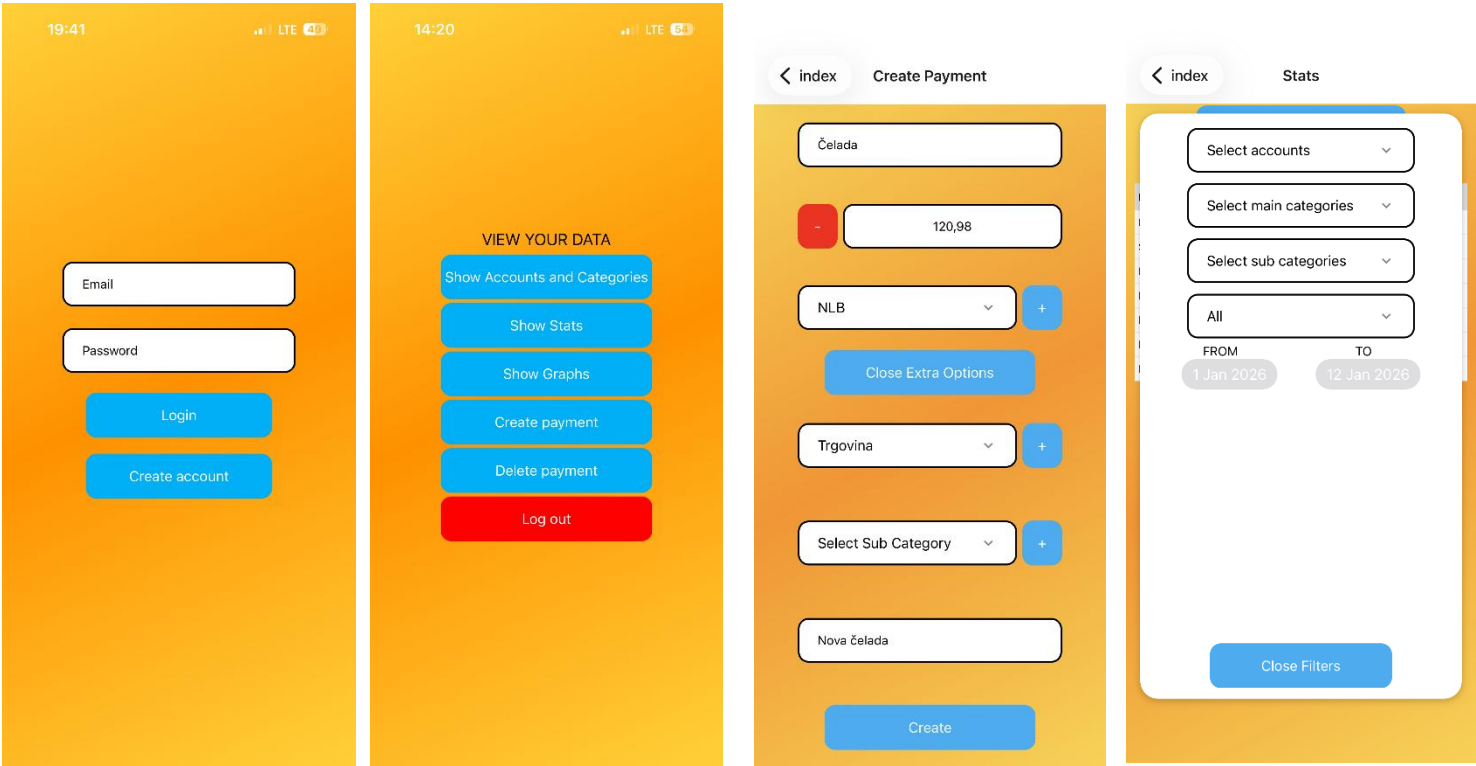 19:41
LTE 49
Email
Password
Login
Create account
14:20
LTE 54
VIEW YOUR DATA
Show Accounts and Categories
Show Stats
Show Graphs
Create payment
Delete payment
Log out
index
Create Payment
Čelada
-
120,98
NLB
+
Close Extra Options
Trgovina
+
Select Sub Category
+
Nova čelada
Create
index
Stats
Select accounts
Select main categories
Select sub categories
All
FROM
TO
1 Jan 2026
12 Jan 2026
Close Filters